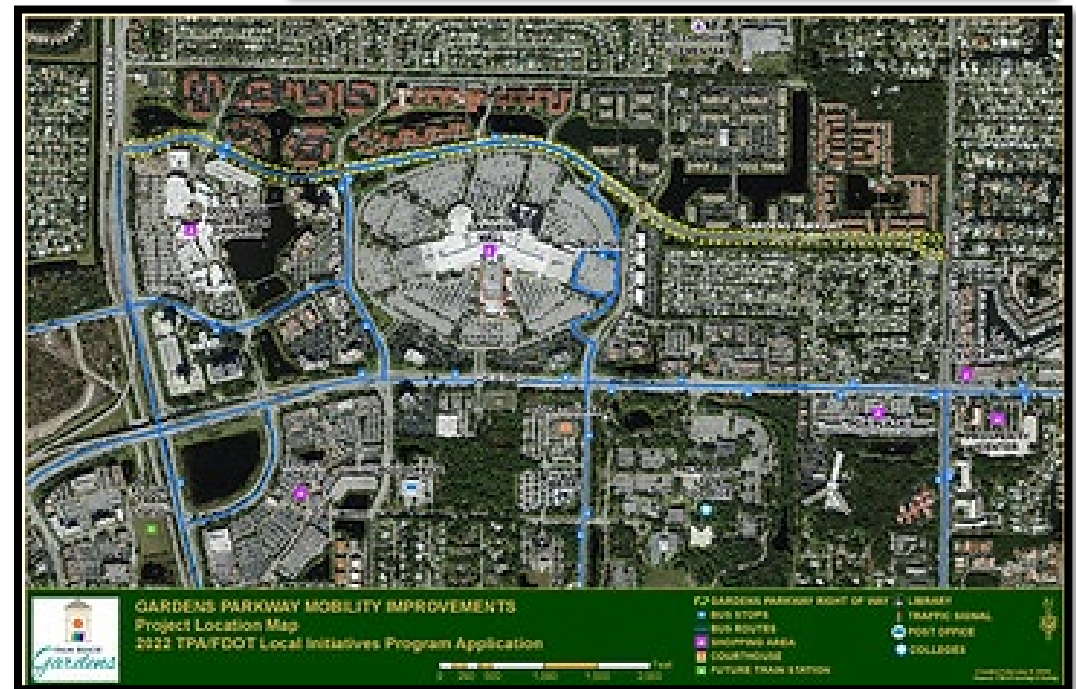 GARDENS PARKWAY MOBILITY IMPROVEMENTS
Project Location Map
2022 TPA/FDOT Local Initiatives Program Application
Gardens
GARDENS PARKWAY RIGHT OF WAY
BUS STOPS
BUS ROUTES
SHOPPING AREA
COURTHOUSE
FUTURE TRAIN STATION
LIBRARY
TRAFFIC SIGNAL
POST OFFICE
COLLEGES
Feet